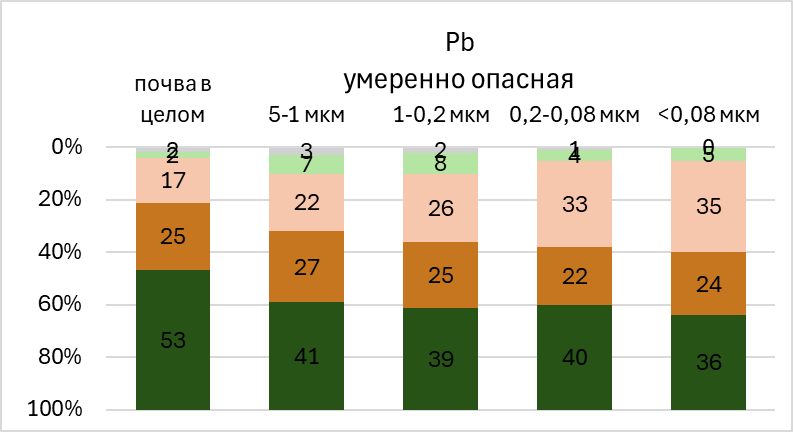 Pb
умеренно опасная
почва в
целом
5-1 мкм
1-0,2 мкм
0,2-0,08 мкм
<0,08 мкм
0%
20%
40%
60%
80%
100%
2 3 2 1 0
2 7 8 4 5
17 22 26 33 35
25 27 25 22 24
53 41 39 40 36